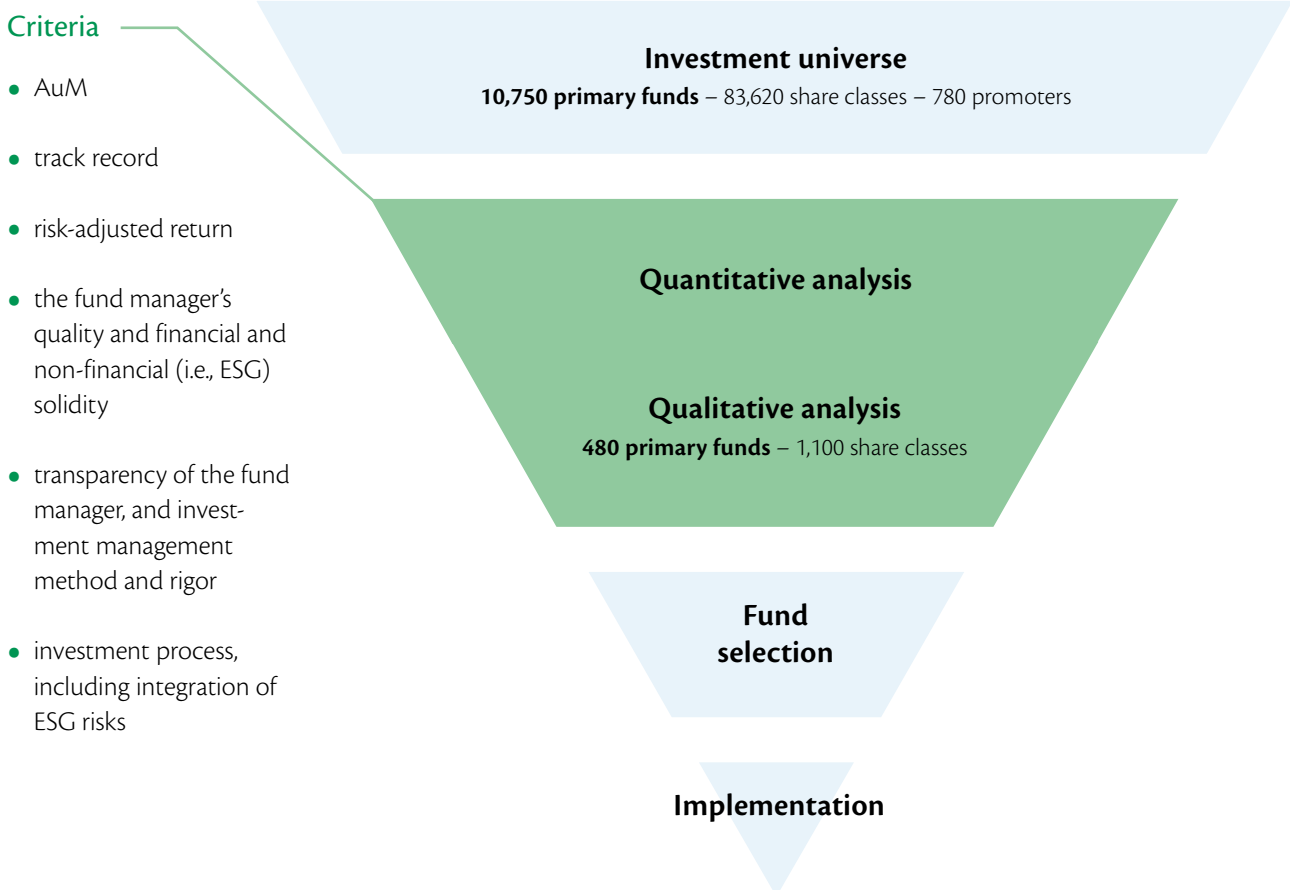 Criteria
• AuM
• track record
• risk-adjusted return
• the fund manager's
quality and financial and
non-financial (i.e., ESG)
solidity
• transparency of the fund
manager, and invest-
ment management
method and rigor
• investment process,
including integration of
ESG risks
Investment universe
10,750 primary funds – 83,620 share classes – 780 promoters
Quantitative analysis
Qualitative analysis
480 primary funds – 1,100 share classes
Fund
selection
Implementation